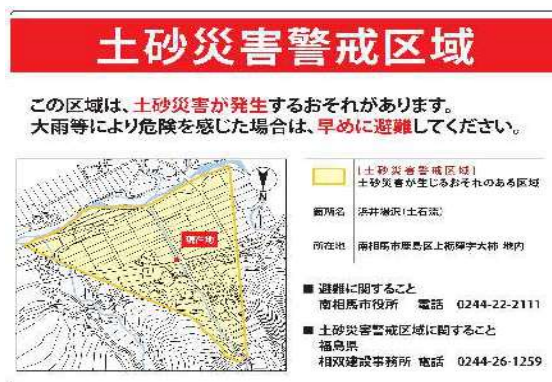 土砂災害警戒区域
この区域は、土砂災害が発生するおそれがあります。
大雨等により危険を感じた場合は、早めに避難してください。
現在地
N
[土砂災害警戒区域]
土砂災害が生じるおそれのある区域
箇所名
(土石流)
所在地 南相馬市鹿島区上栃窪字大柿 地内
■ 避難に関すること
南相馬市役所 電話 0244-22-2111
■ 土砂災害警戒区域に関すること
福島県
相双建設事務所 電話 0244-26-1259